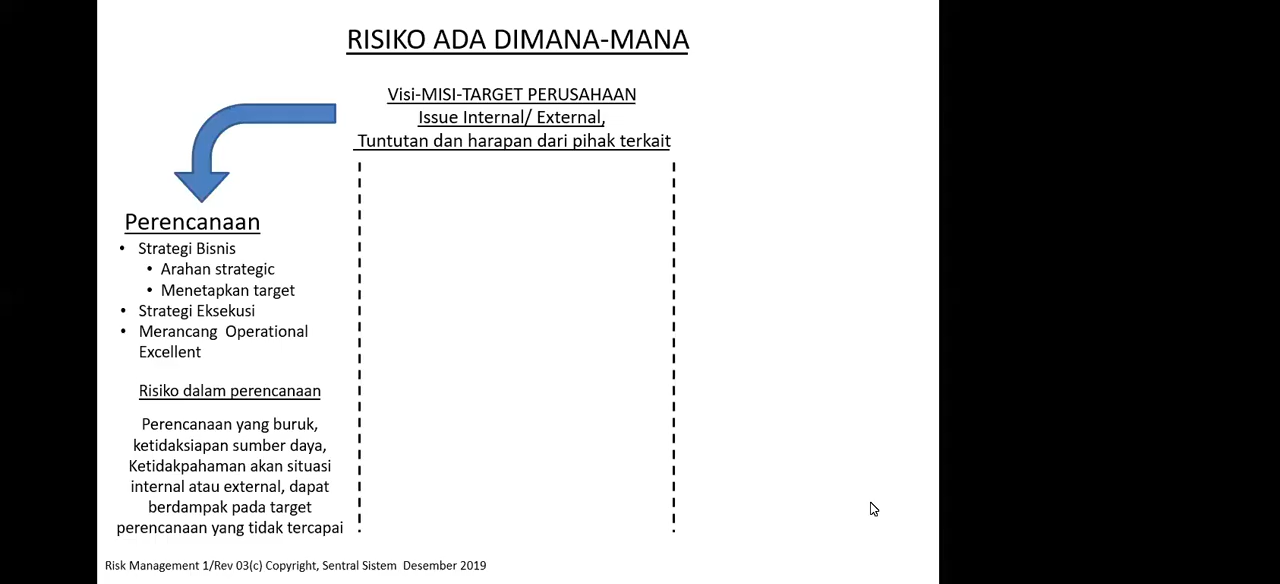 RISIKO ADA DIMANA-MANA
Visi-MISI-TARGET PERUSAHAAN
Issue Internal/ External,
Tuntutan dan harapan dari pihak terkait
Perencanaan
• Strategi Bisnis
• Arahan strategic
• Menetapkan target
• Strategi Eksekusi
• Merancang Operational
Excellent
Risiko dalam perencanaan
Perencanaan yang buruk,
ketidaksiapan sumber daya,
Ketidakpahaman akan situasi
internal atau external, dapat
berdampak pada target
perencanaan yang tidak tercapai
Risk Management 1/Rev 03(c) Copyright, Sentral Sistem Desember 2019